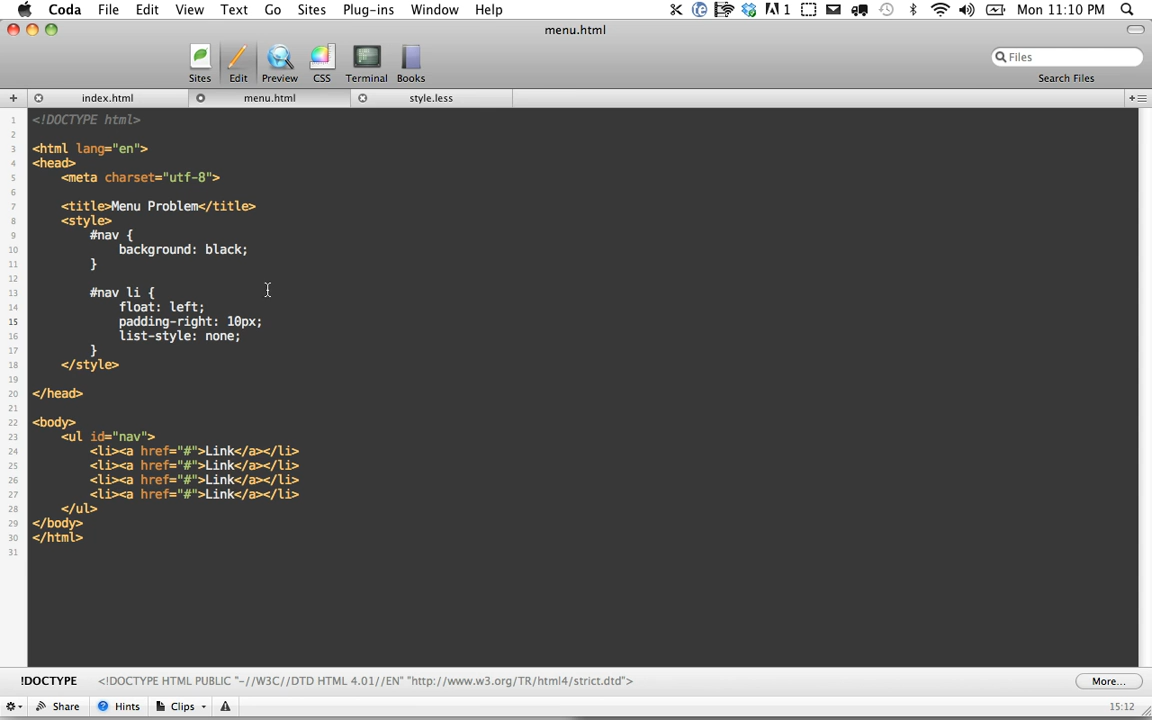 Coda File Edit View Text Go Sites Plug-ins Window Help 1 Mon 11:10 PM
menu.html
Sites Edit Preview CSS Terminal Books Files Search Files
+ index.html menu.html style.less
1 <!DOCTYPE html>
2
3 <html lang="en">
4 <head>
5 <meta charset="utf-8">
6
7 <title>Menu Problem</title>
8 <style>
9 #nav {
10 background: black;
11 }
12
13 #nav li {
14 float: left;
15 padding-right: 10px;
16 list-style: none;
17 }
18 </style>
19
20 </head>
21
22 <body>
23 <ul id="nav">
24 <li><a href="#">Link</a></li>
25 <li><a href="#">Link</a></li>
26 <li><a href="#">Link</a></li>
27 <li><a href="#">Link</a></li>
28 </ul>
29 </body>
30 </html>
31
!DOCTYPE <!DOCTYPE HTML PUBLIC "-//W3C//DTD HTML 4.01//EN" "http://www.w3.org/TR/html4/strict.dtd"> More...
Share ? Hints Clips 15:12